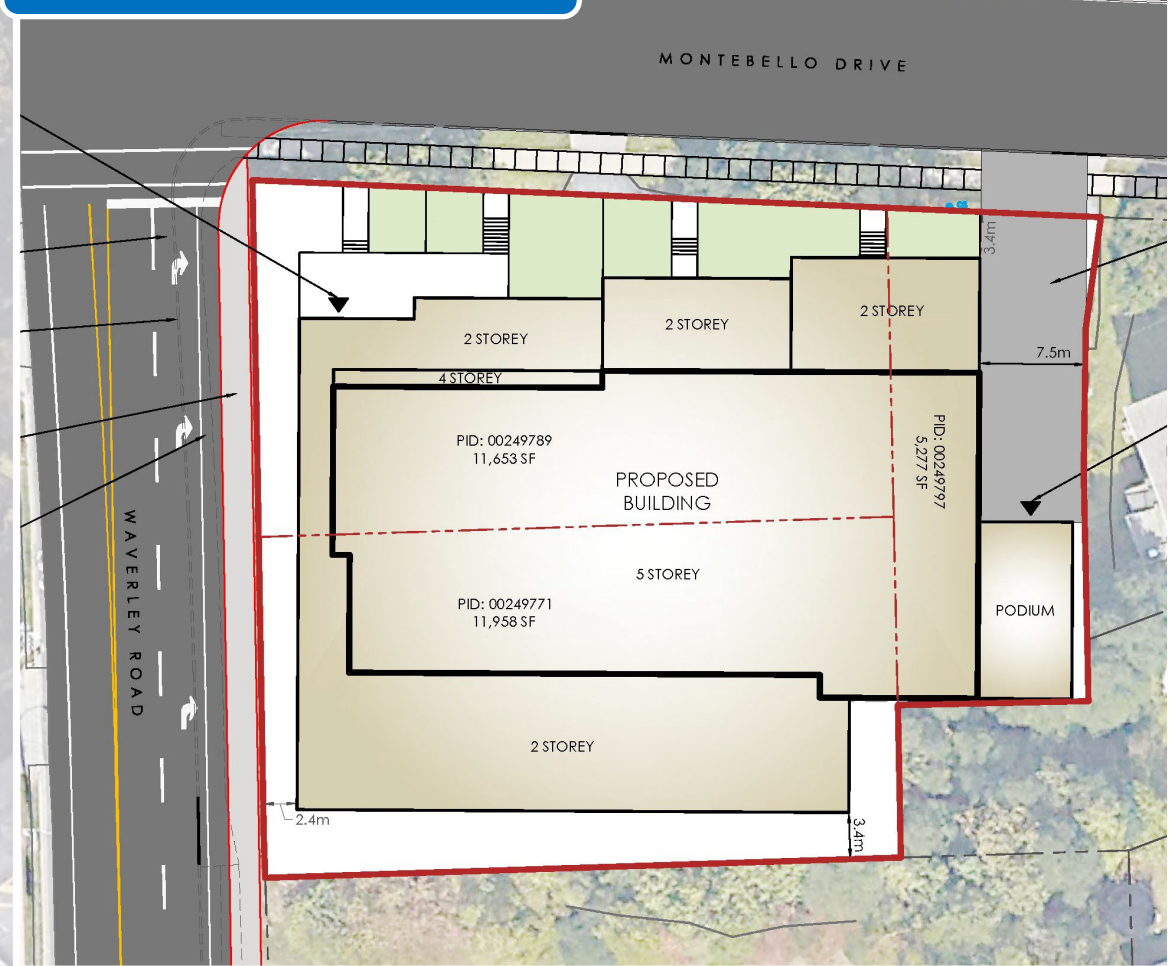 MONTEBELLO DRIVE
3.4m
2 STOREY
2 STOREY
2 STOREY
7.5m
4 STOREY
PID: 00249789
11,653 SF
PID: 00249797
5,277 SF
PROPOSED
BUILDING
WAVERLEY ROAD
5 STOREY
PID: 00249771
11,958 SF
PODIUM
2 STOREY
2.4m
3.4m